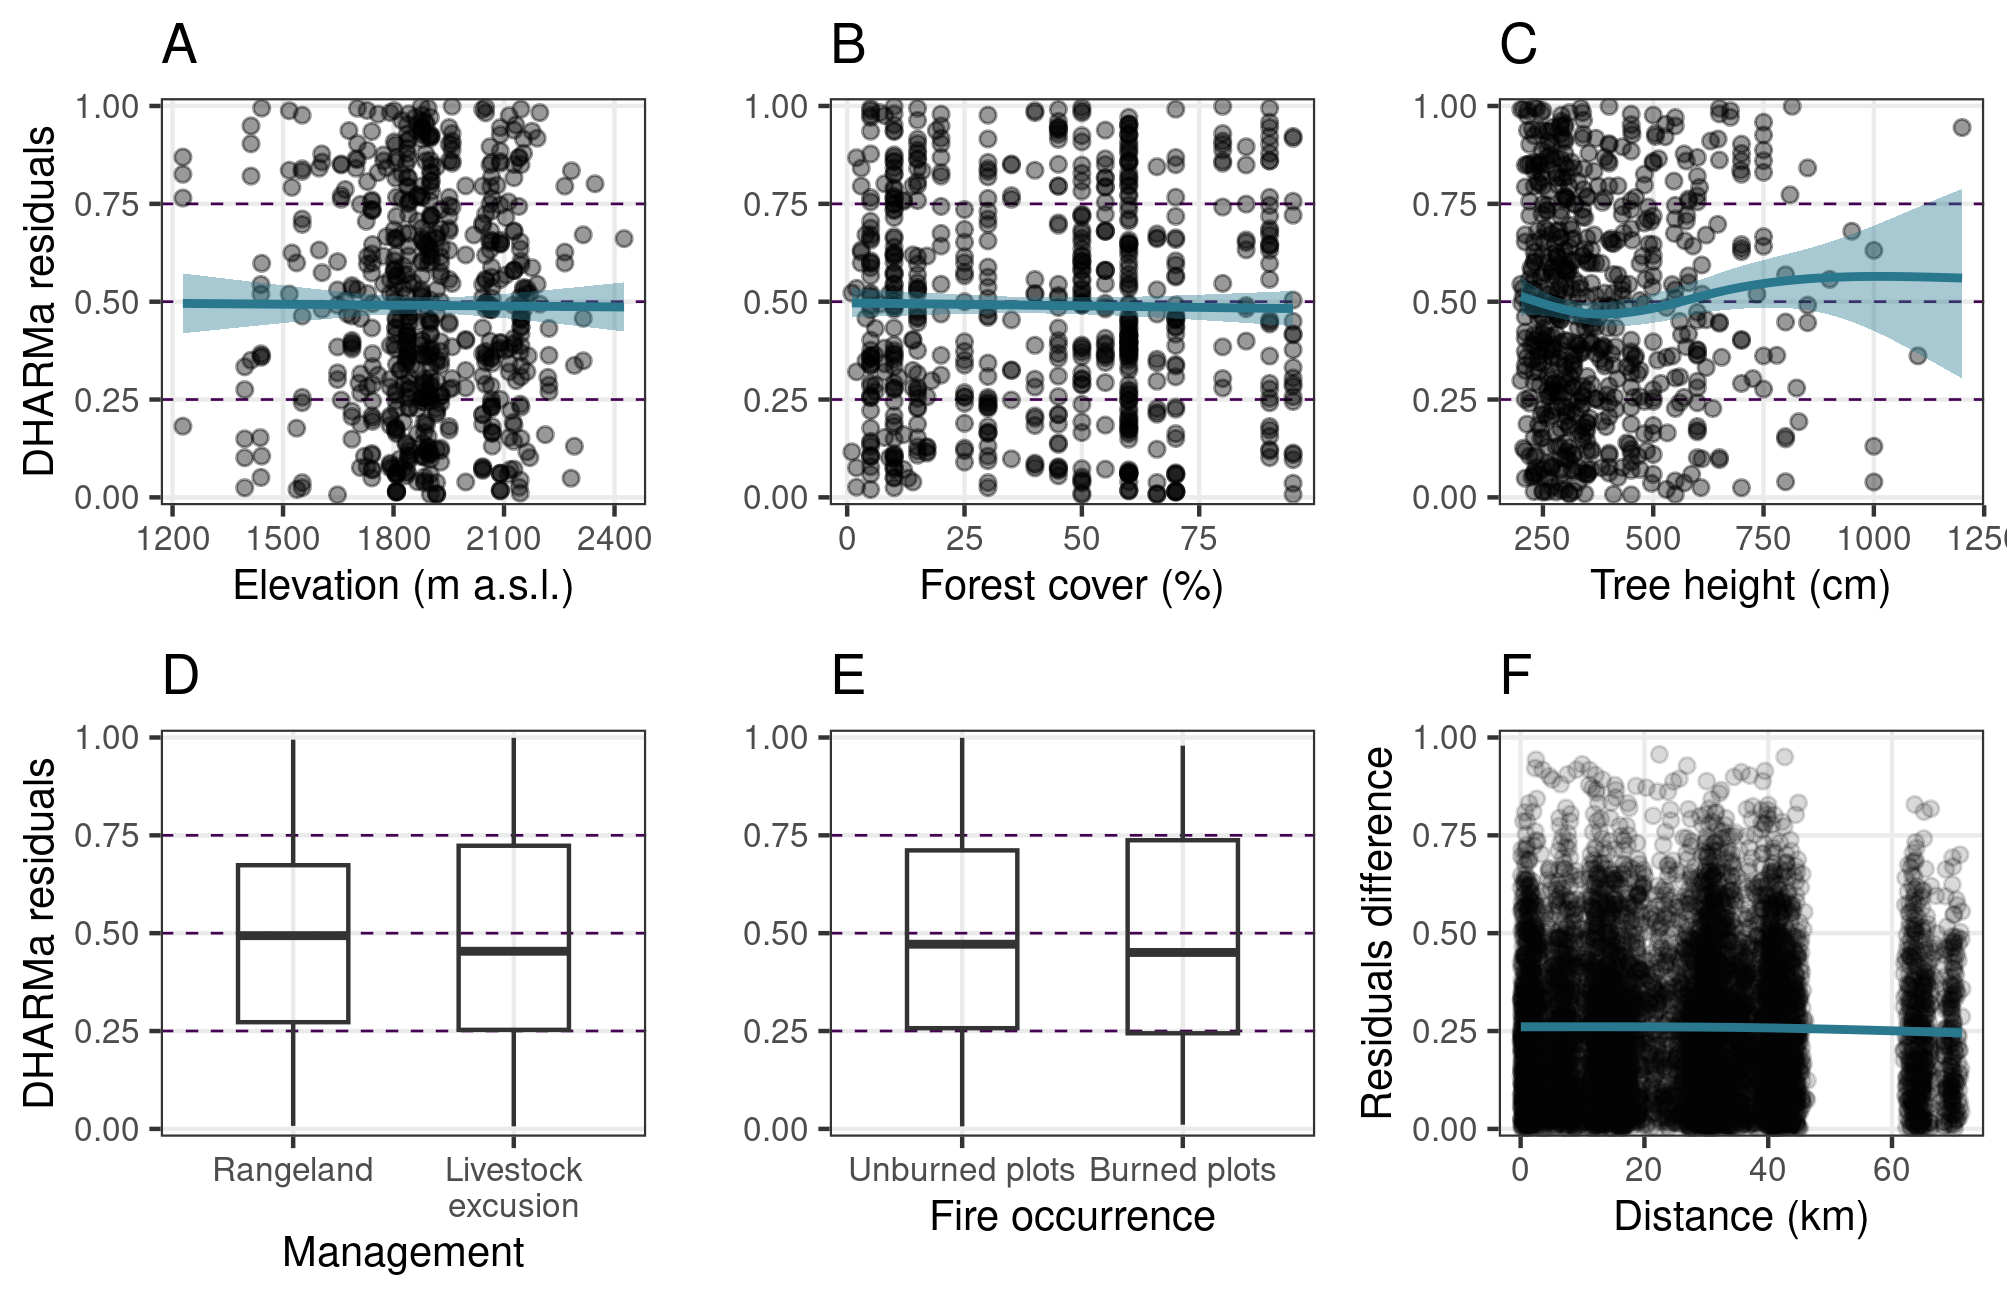 A
B
C
DHARMa residuals
1.00
0.75
0.50
0.25
0.00
1200 1500 1800 2100 2400
Elevation (m a.s.l.)
1.00
0.75
0.50
0.25
0.00
0 25 50 75
Forest cover (%)
1.00
0.75
0.50
0.25
0.00
250 500 750 1000 125
Tree height (cm)
D
E
F
DHARMa residuals
1.00
0.75
0.50
0.25
0.00
Rangeland Livestock
excusion
Management
1.00
0.75
0.50
0.25
0.00
Unburned plots Burned plots
Fire occurrence
Residuals difference
1.00
0.75
0.50
0.25
0.00
0 20 40 60
Distance (km)